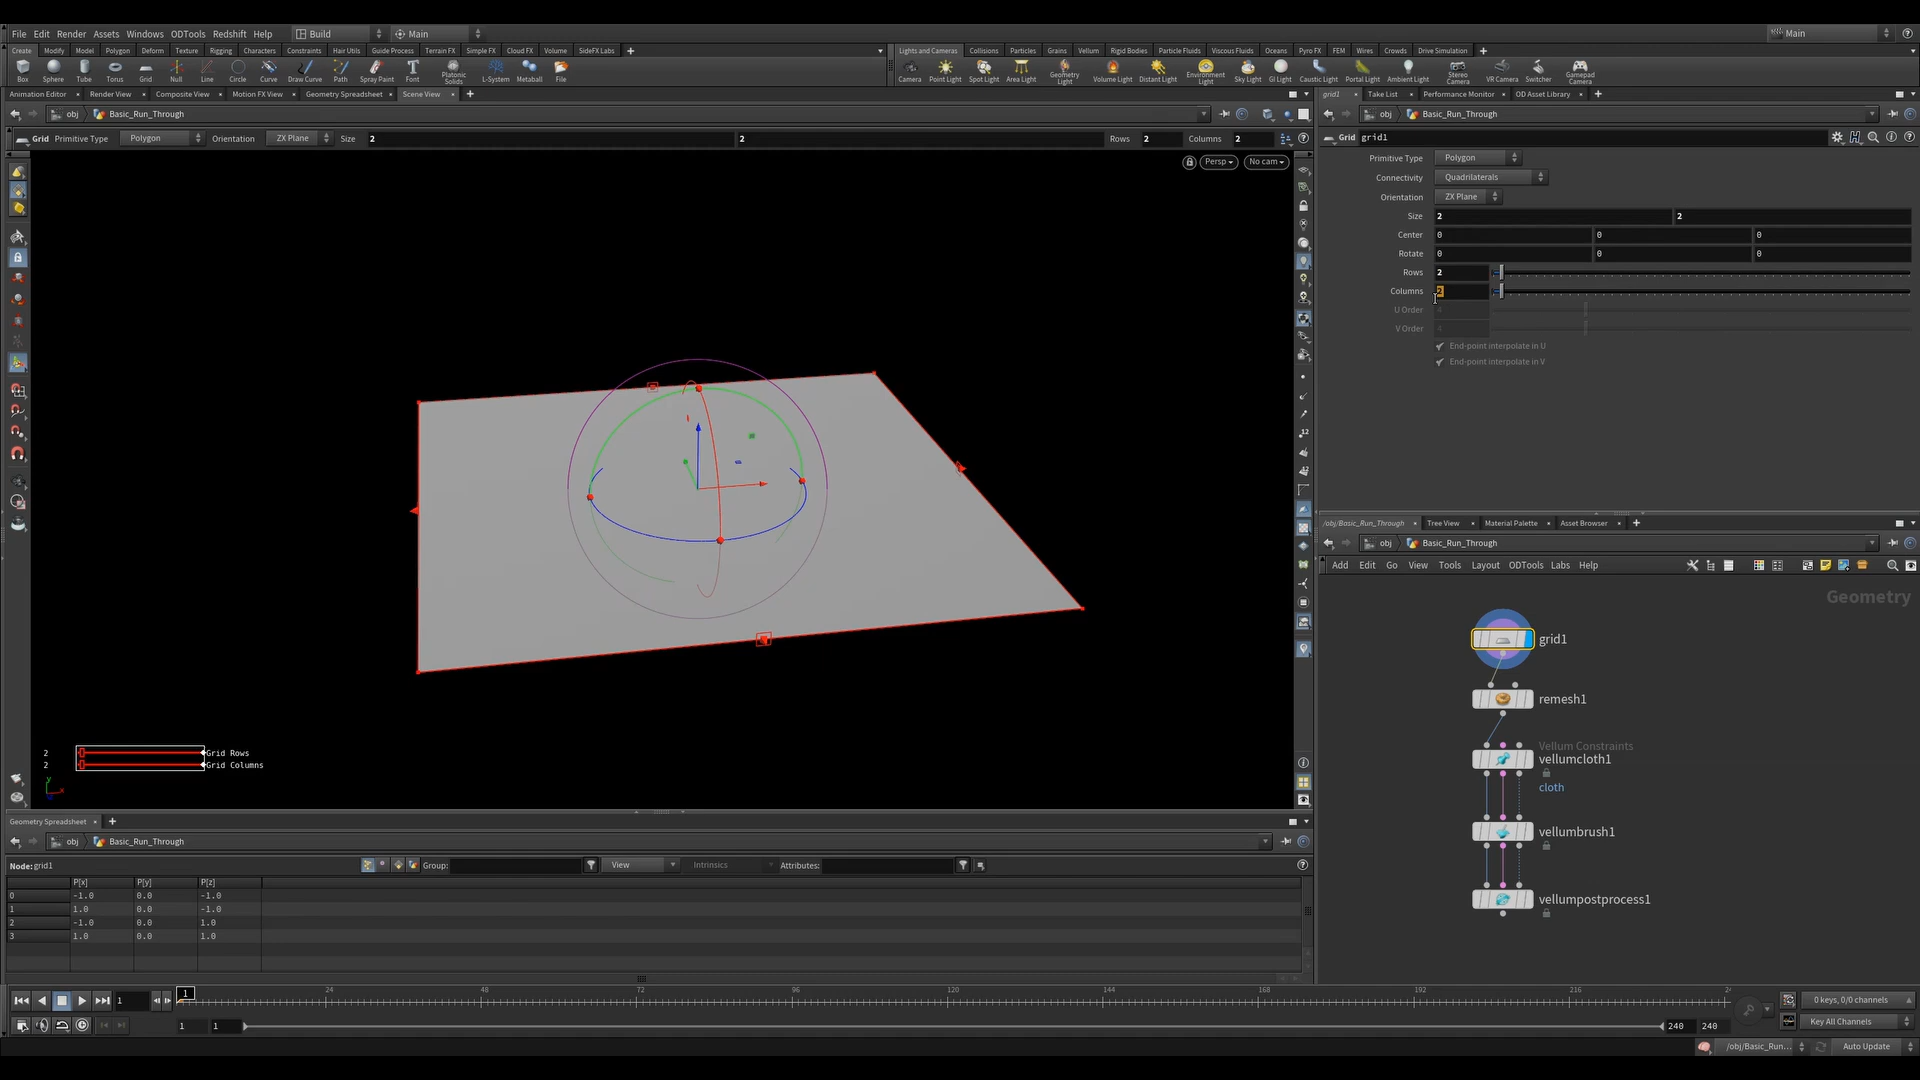 File Edit Render Assets Windows ODTools Redshift Help Build Main Main
Create Modify Model Polygon Deform Texture Rigging Characters Constraints Hair Utils Guide Process Terrain FX Simple FX Cloud FX Volume SideFX Labs
Lights and Cameras Collisions Particles Grains Vellum Rigid Bodies Particle Fluids Viscous Fluids Oceans Pyro FX FEM Wires Crowds Drive Simulation
Box Sphere Tube Torus Grid Null Line Circle Curve Draw Curve Path Spray Paint Font Platonic Solids L-System Metaball File
Camera Point Light Spot Light Area Light Geometry Light Volume Light Distant Light Environment Light Sky Light GI Light Caustic Light Portal Light Ambient Light Stereo Camera VR Camera Switcher Gamepad Camera
Animation Editor Render View Composite View Motion FX View Geometry Spreadsheet Scene View
obj Basic_Run_Through
Grid Primitive Type Polygon Orientation ZX Plane Size 2 2 Rows 2 Columns 2
Persp No cam
2 Grid Rows
2 Grid Columns
y
x
grid1 Take List Performance Monitor OD Asset Library
obj Basic_Run_Through
Grid grid1
Primitive Type Polygon
Connectivity Quadrilaterals
Orientation ZX Plane
Size 2 2
Center 0 0 0
Rotate 0 0 0
Rows 2
Columns 2
U Order 4
V Order 4
End-point interpolate in U
End-point interpolate in V
/obj/Basic_Run_Through Tree View Material Palette Asset Browser
obj Basic_Run_Through
Add Edit Go View Tools Layout ODTools Labs Help
Geometry
grid1
remesh1
Vellum Constraints
vellumcloth1
cloth
vellumbrush1
vellumpostprocess1
Geometry Spreadsheet
obj Basic_Run_Through
Node: grid1 Group: View Intrinsics Attributes:
P[x] P[y] P[z]
0 -1.0 0.0 -1.0
1 1.0 0.0 -1.0
2 -1.0 0.0 1.0
3 1.0 0.0 1.0
1 1 24 48 72 96 120 144 168 192 216
0 keys, 0/0 channels
1 1 240 240
Key All Channels
/obj/Basic_Run... Auto Update